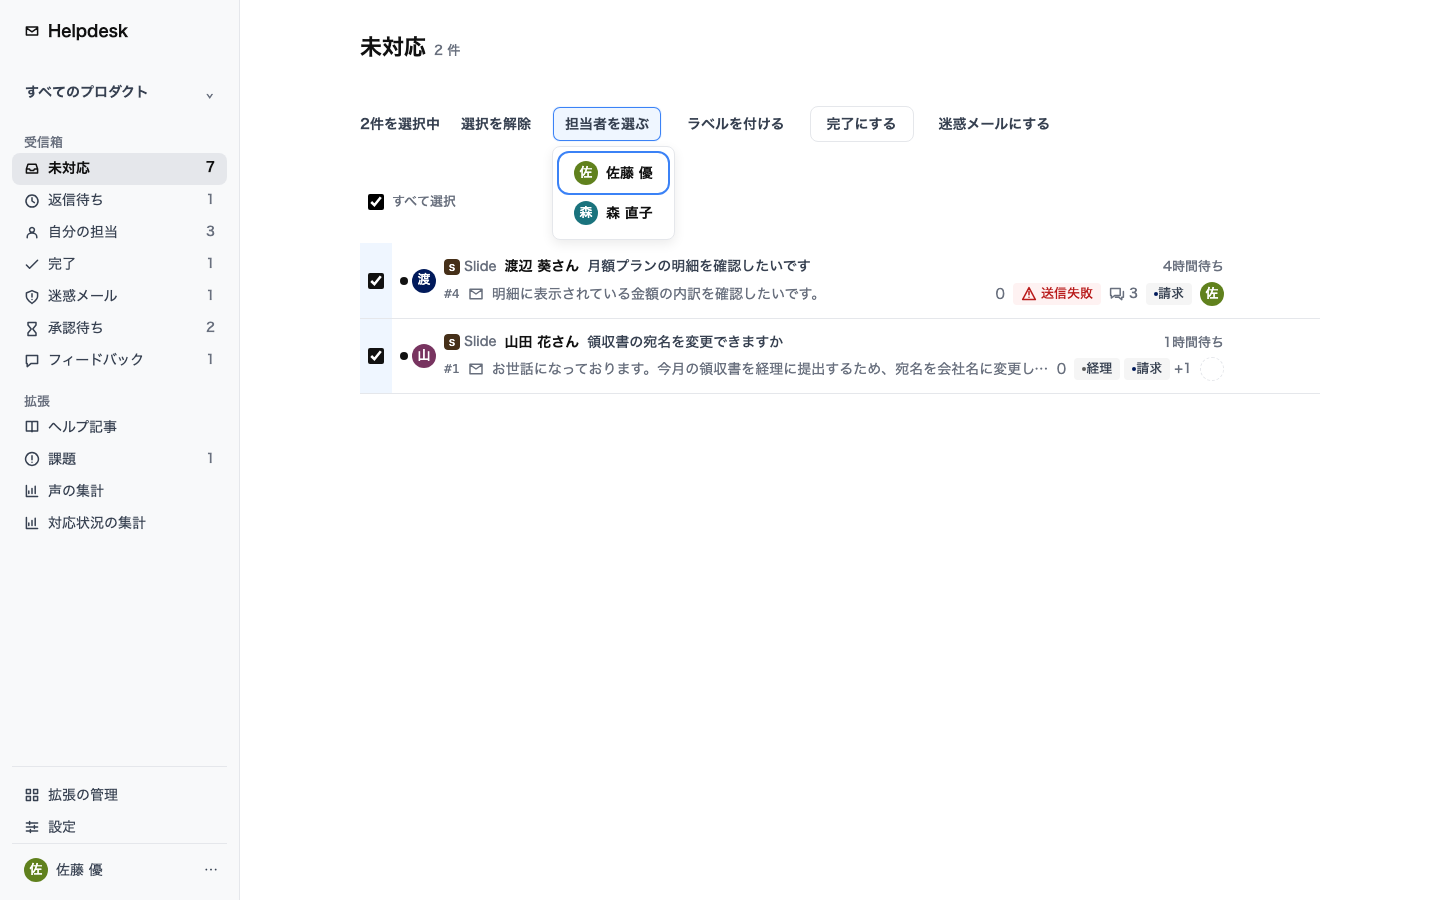 Helpdesk
すべてのプロダクト
受信箱
未対応 7
返信待ち 1
自分の担当 3
完了 1
迷惑メール 1
承認待ち 2
フィードバック 1
拡張
ヘルプ記事
課題 1
声の集計
対応状況の集計
拡張の管理
設定
佐 佐藤 優 …
未対応 2 件
2件を選択中 選択を解除 担当者を選ぶ ラベルを付ける 完了にする 迷惑メールにする
佐 佐藤 優
森 森 直子
すべて選択
渡 S Slide 渡辺 葵さん 月額プランの明細を確認したいです 4時間待ち
#4 明細に表示されている金額の内訳を確認したいです。 0 送信失敗 3 •請求 佐
山 S Slide 山田 花さん 領収書の宛名を変更できますか 1時間待ち
#1 お世話になっております。今月の領収書を経理に提出するため、宛名を会社名に変更し… 0 •経理 •請求 +1